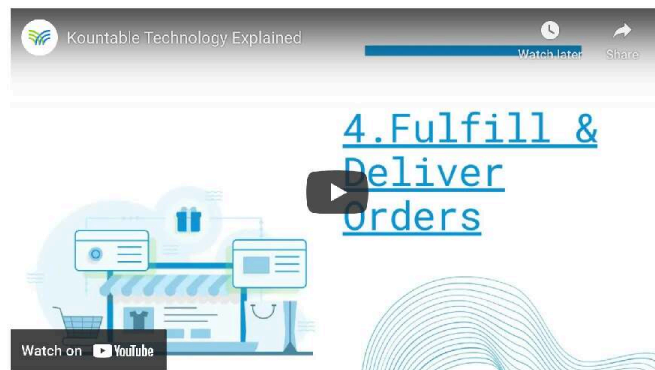 Kountable Technology Explained
Watch later
Share
4.Fulfill &
Deliver
Orders
Watch on YouTube